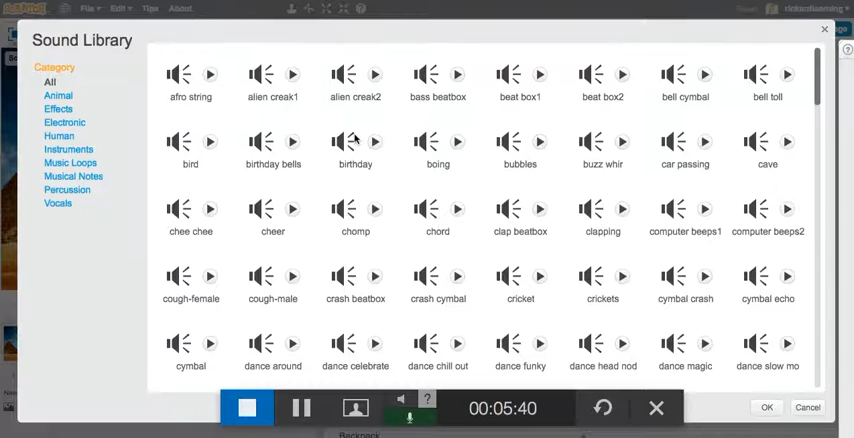 SCRATCH File Edit Tips About
Sound Library
Category
All
Animal
Effects
Electronic
Human
Instruments
Music Loops
Musical Notes
Percussion
Vocals
afro string alien creak1 alien creak2 bass beatbox beat box1 beat box2 bell cymbal bell toll
bird birthday bells birthday boing bubbles buzz whir car passing cave
chee chee cheer chomp chord clap beatbox clapping computer beeps1 computer beeps2
cough-female cough-male crash beatbox crash cymbal cricket crickets cymbal crash cymbal echo
cymbal dance around dance celebrate dance chill out dance funky dance head nod dance magic dance slow mo
?
00:05:40
OK Cancel
Backpack